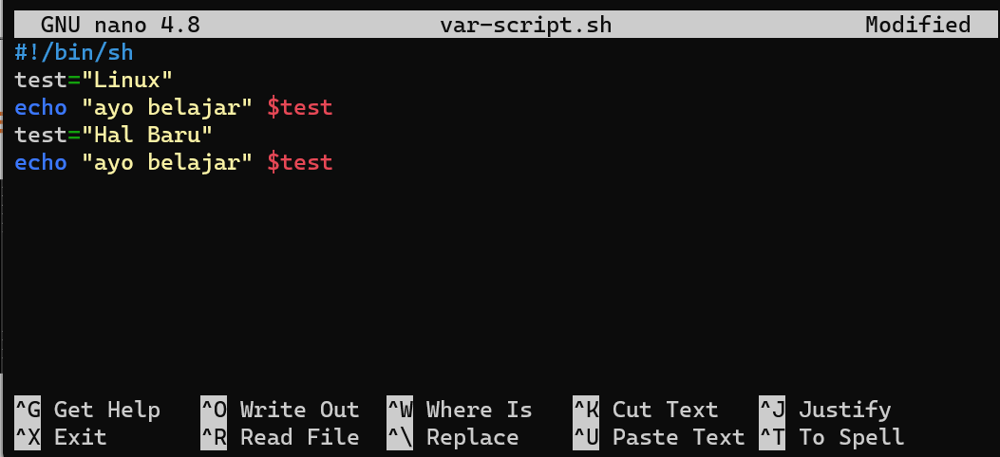 GNU nano 4.8 var-script.sh Modified
#!/bin/sh
test="Linux"
echo "ayo belajar" $test
test="Hal Baru"
echo "ayo belajar" $test
^G Get Help ^O Write Out ^W Where Is ^K Cut Text ^J Justify
^X Exit ^R Read File ^\ Replace ^U Paste Text ^T To Spell